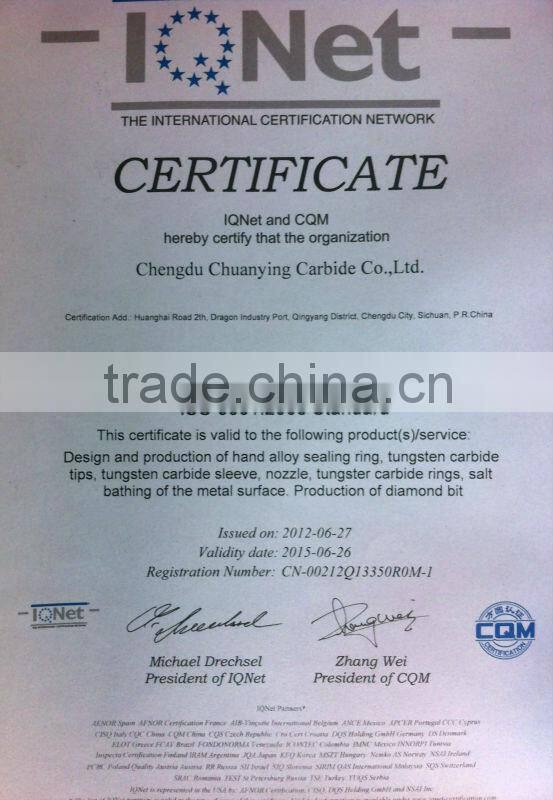 IQNet
THE INTERNATIONAL CERTIFICATION NETWORK
CERTIFICATE
IQNet and CQM
hereby certify that the organization
Chengdu Chuanying Carbide Co.,Ltd.
Certification Add.: Huanghai Road 2th, Dragon Industry Port, Qingyang District, Chengdu City, Sichuan, P.R.China
trade.china.cn
This certificate is valid to the following product(s)/service:
Design and production of hand alloy sealing ring, tungsten carbide
tips, tungsten carbide sleeve, nozzle, tungster carbide rings, salt
bathing of the metal surface. Production of diamond bit
Issued on: 2012-06-27
Validity date: 2015-06-26
Registration Number: CN-00212Q13350R0M-1
IQNet
方圆认证
CQM
CERTIFICATION
Michael Drechsel
President of IQNet
Zhang Wei
President of CQM
IQNet Partners*
AENOR Spain AFNOR Certification France AIB-Vinçotte International Belgium ANCE Mexico APCER Portugal CCC Cyprus
CISQ Italy CQC China CQM China CQS Czech Republic Cro Cert Croatia DQS Holding GmbH Germany DS Denmark
ELOT Greece FCAV Brazil FONDONORMA Venezuela ICONTEC Colombia IMNC Mexico INNORPI Tunisia
Inspecta Certification Finland IRAM Argentina JQA Japan KFQ Korea MSZT Hungary Nemko AS Norway NSAI Ireland
PCBC Poland Quality Austria Austria RR Russia SII Israel SIQ Slovenia SIRIM QAS International Malaysia SQS Switzerland
SRAC Romania TEST St Petersburg Russia TSE Turkey YUQS Serbia
IQNet is represented in the USA by: AFNOR Certification, CISQ, DQS Holding GmbH and NSAI Inc.